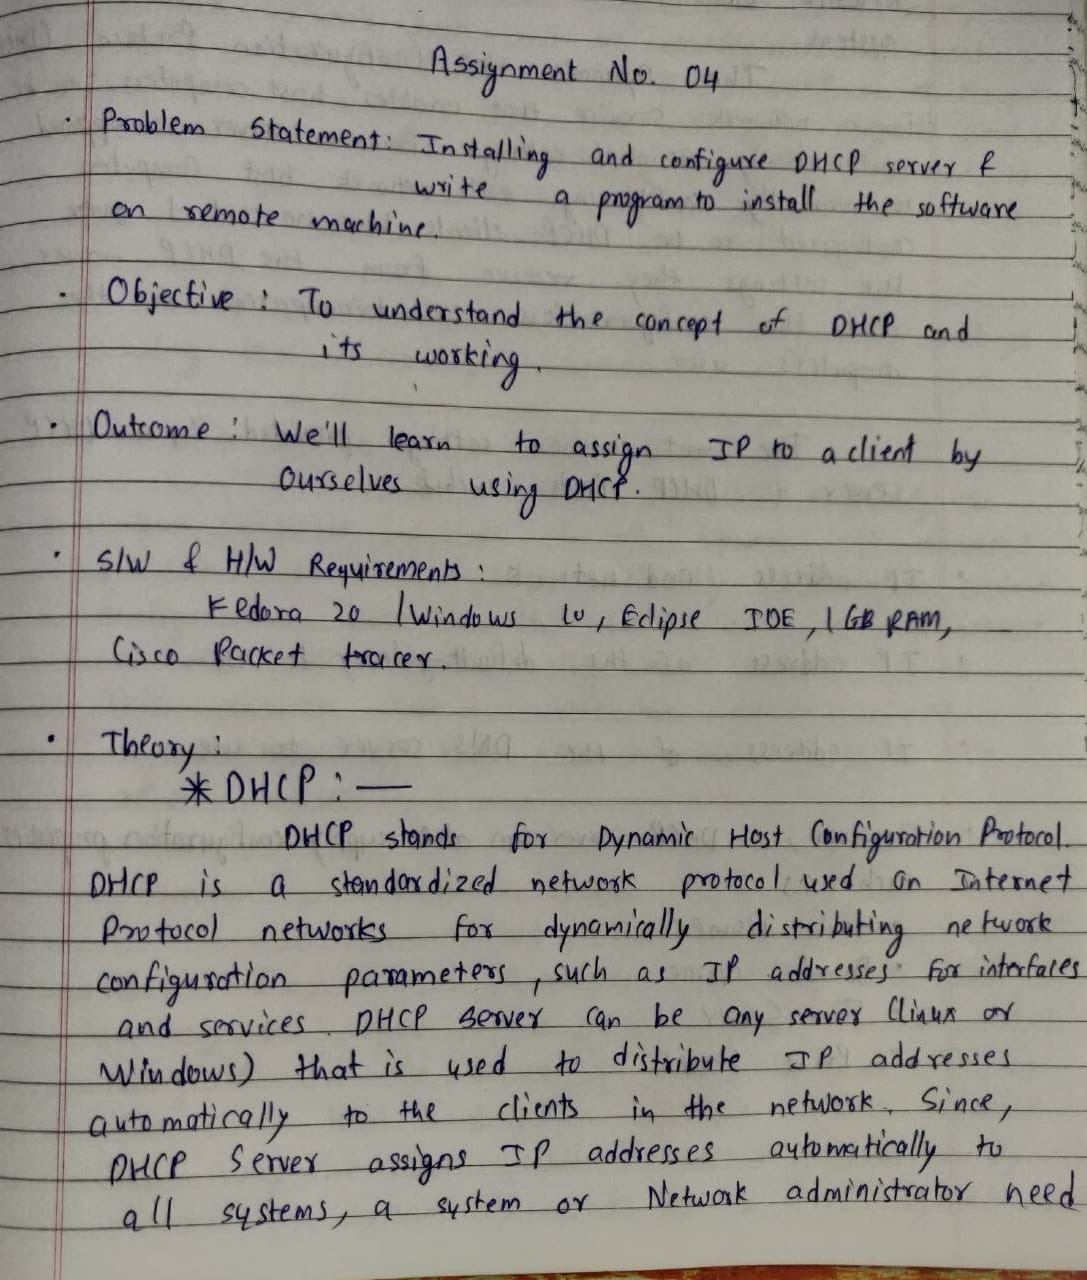 Assignment No. 04
Problem Statement: Installing and configure DHCP server &
write a program to install the software
on remote machine.
Objective : To understand the concept of DHCP and
its working.
Outcome : We'll learn to assign IP to a client by
Ourselves using DHCP.
S/W & H/W Requirements :
Fedora 20 / Windows 10, Eclipse IDE, 1 GB RAM,
Cisco Packet tracer.
Theory :
* DHCP : —
DHCP stands for Dynamic Host Configuration Protocol.
DHCP is a standardized network protocol used on Internet
Protocol networks for dynamically distributing network
configuration parameters, such as IP addresses for interfaces
and services. DHCP server can be any server (linux or
Windows) that is used to distribute IP addresses
automatically to the clients in the network. Since,
DHCP Server assigns IP addresses automatically to
all systems, a system or Network administrator need